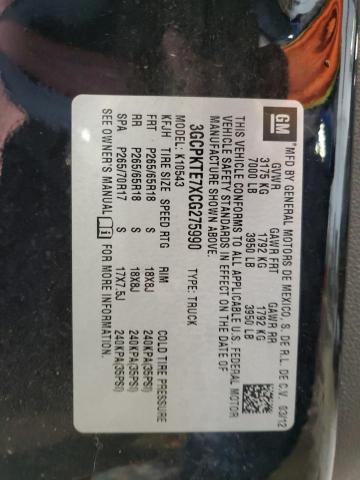 GM
MFD BY GENERAL MOTORS DE MEXICO, S. DE R.L. DE C.V. 03/12
GVWR GAWR FRT GAWR RR
3175 KG 1792 KG 1792 KG
7000 LB 3950 LB 3950 LB
THIS VEHICLE CONFORMS TO ALL APPLICABLE U.S. FEDERAL MOTOR
VEHICLE SAFETY STANDARDS IN EFFECT ON THE DATE OF
MANUFACTURE SHOWN ABOVE.
3GCPKTE7XCG275990 TYPE: TRUCK
MODEL: K10543
KFJH TIRE SIZE SPEED RTG RIM COLD TIRE PRESSURE
FRT P265/65R18 S 18X8J 240KPA(35PSI)
RR P265/65R18 S 18X8J 240KPA(35PSI)
SPA P265/70R17 S 17X7.5J 240KPA(35PSI)
SEE OWNER'S MANUAL FOR MORE INFORMATION.